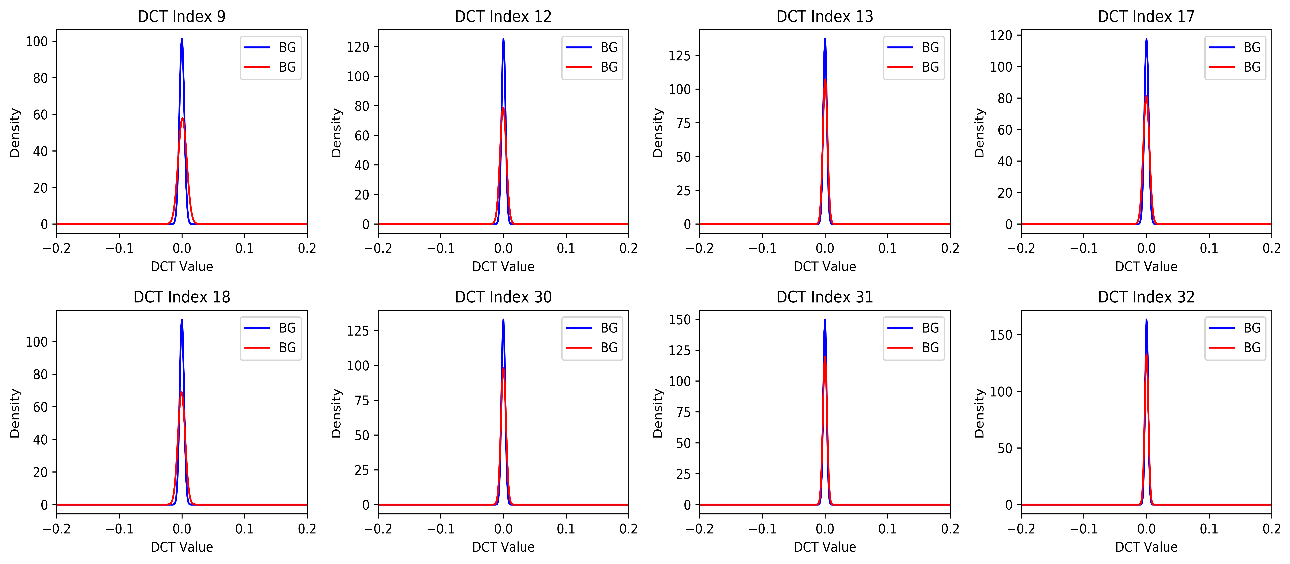 DCT Index 9
100
80
60
40
20
0
Density
−0.2
−0.1
0.0
0.1
0.2
DCT Value
BG
BG
DCT Index 12
120
100
80
60
40
20
0
Density
−0.2
−0.1
0.0
0.1
0.2
DCT Value
BG
BG
DCT Index 13
125
100
75
50
25
0
Density
−0.2
−0.1
0.0
0.1
0.2
DCT Value
BG
BG
DCT Index 17
120
100
80
60
40
20
0
Density
−0.2
−0.1
0.0
0.1
0.2
DCT Value
BG
BG
DCT Index 18
100
80
60
40
20
0
Density
−0.2
−0.1
0.0
0.1
0.2
DCT Value
BG
BG
DCT Index 30
125
100
75
50
25
0
Density
−0.2
−0.1
0.0
0.1
0.2
DCT Value
BG
BG
DCT Index 31
150
125
100
75
50
25
0
Density
−0.2
−0.1
0.0
0.1
0.2
DCT Value
BG
BG
DCT Index 32
150
100
50
0
Density
−0.2
−0.1
0.0
0.1
0.2
DCT Value
BG
BG